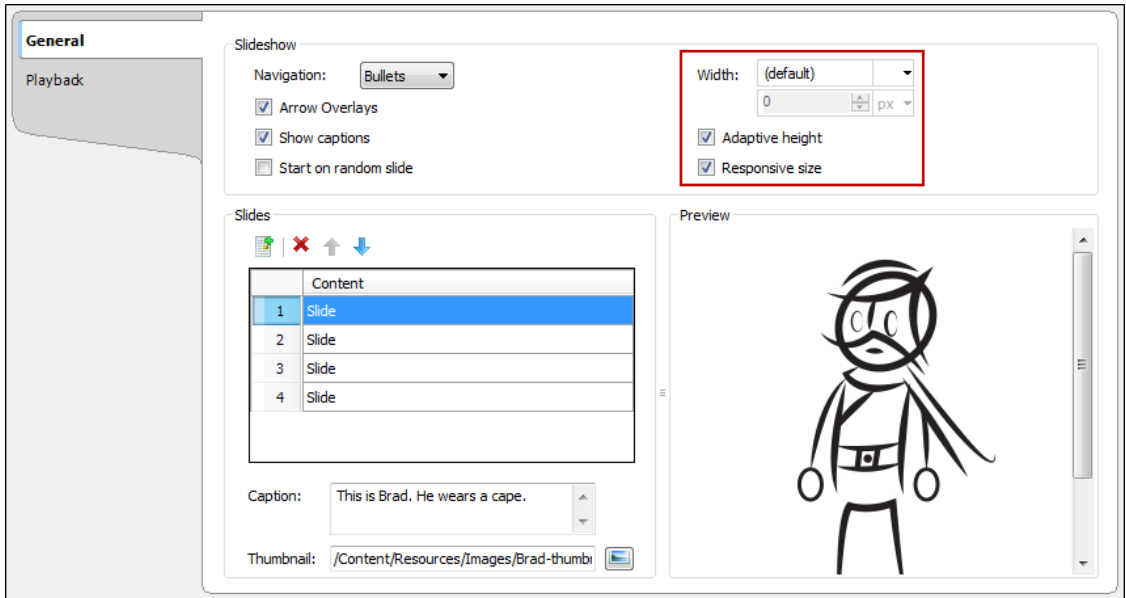 General
Playback
Slideshow
Navigation: Bullets
Arrow Overlays
Show captions
Start on random slide
Width: (default)
0 px
Adaptive height
Responsive size
Slides
Content
1 Slide
2 Slide
3 Slide
4 Slide
Caption: This is Brad. He wears a cape.
Thumbnail: /Content/Resources/Images/Brad-thumb
Preview